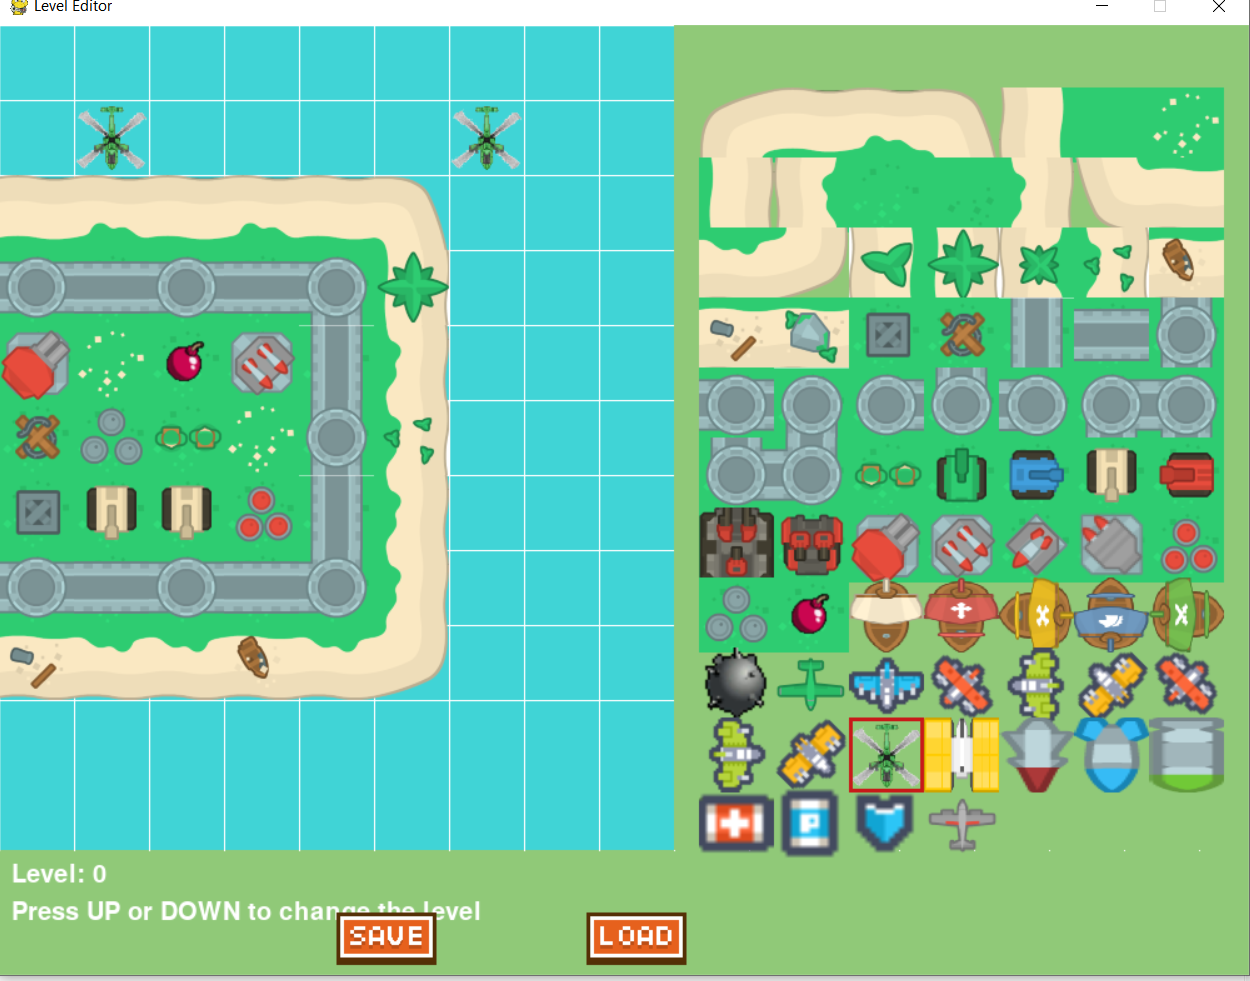 Level Editor
P
Level: 0
Press UP or DOWN to change the level
SAVE
LOAD